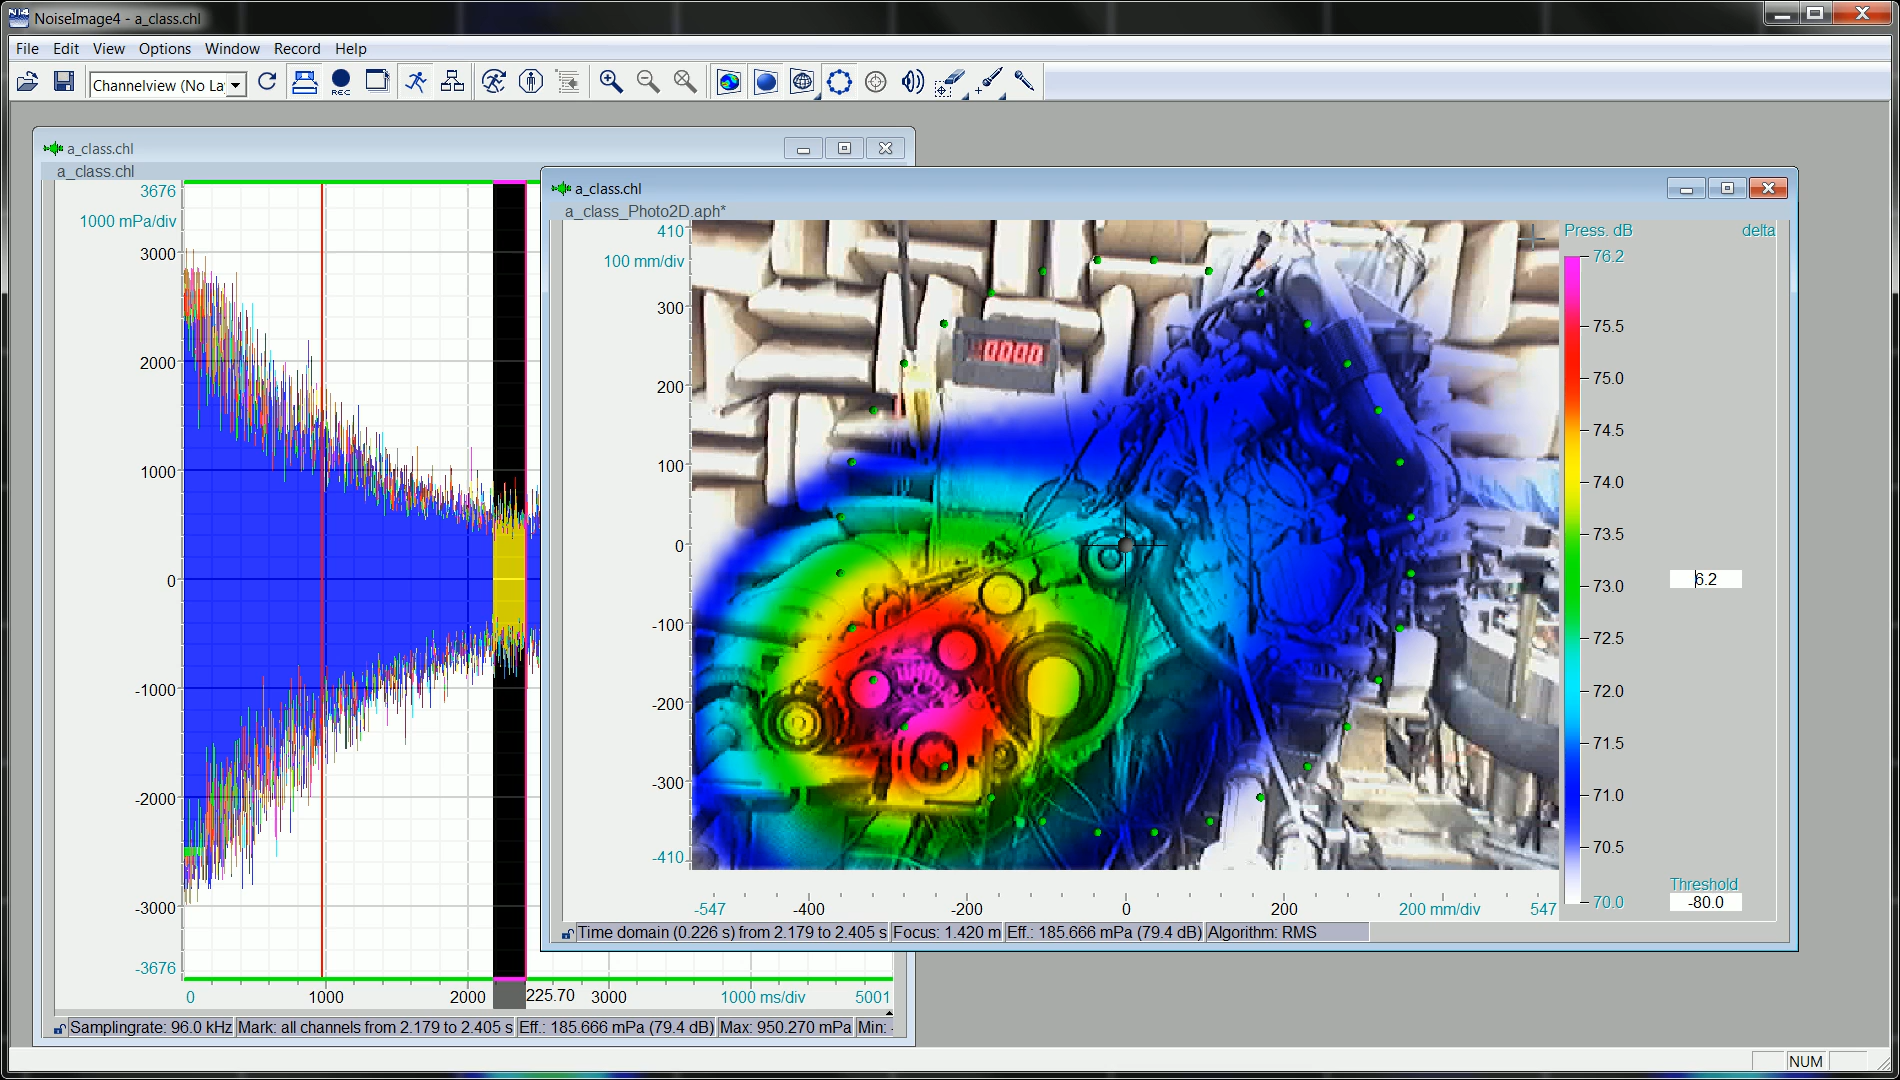 NoiseImage4 - a_class.chl
File Edit View Options Window Record Help
Channelview (No La
REC
a_class.chl
a_class.chl
3676
1000 mPa/div
3000
2000
1000
0
-1000
-2000
-3000
-3676
0 1000 2000 225.70 3000 1000 ms/div 5001
Samplingrate: 96.0 kHz Mark: all channels from 2.179 to 2.405 s Eff.: 185.666 mPa (79.4 dB) Max: 950.270 mPa Min: -
a_class.chl
a_class_Photo2D.aph*
410
100 mm/div
300
200
100
0
-100
-200
-300
-410
0.000
-547 -400 -200 0 200 200 mm/div 547
Press. dB delta
76.2
75.5
75.0
74.5
74.0
73.5
73.0
72.5
72.0
71.5
71.0
70.5
70.0
6.2
Threshold
-80.0
Time domain (0.226 s) from 2.179 to 2.405 s Focus: 1.420 m Eff.: 185.666 mPa (79.4 dB) Algorithm: RMS
NUM